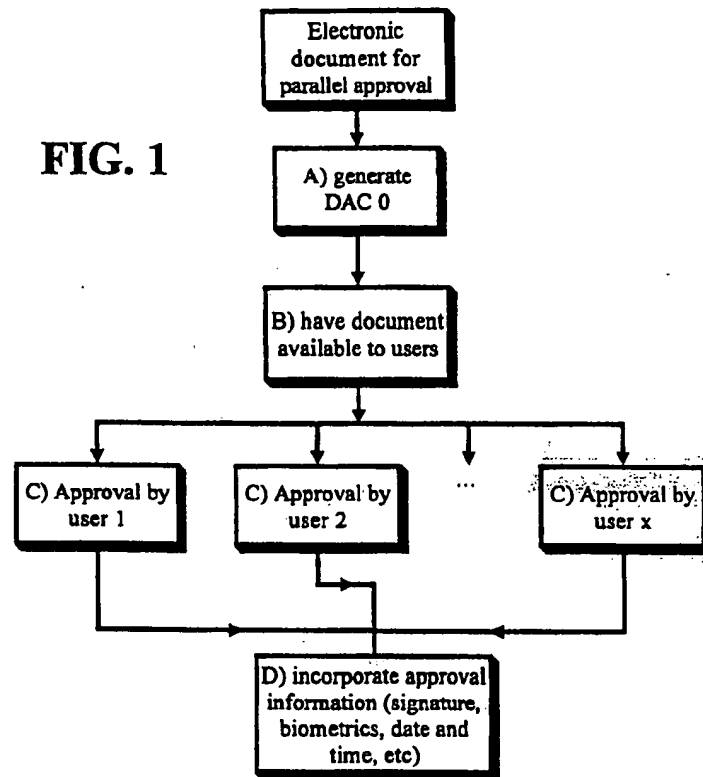 Electronic
document for
parallel approval
FIG. 1
A) generate
DAC 0
B) have document
available to users
C) Approval by
user 1
C) Approval by
user 2
...
C) Approval by
user x
D) incorporate approval
information (signature,
biometrics, date and
time, etc)